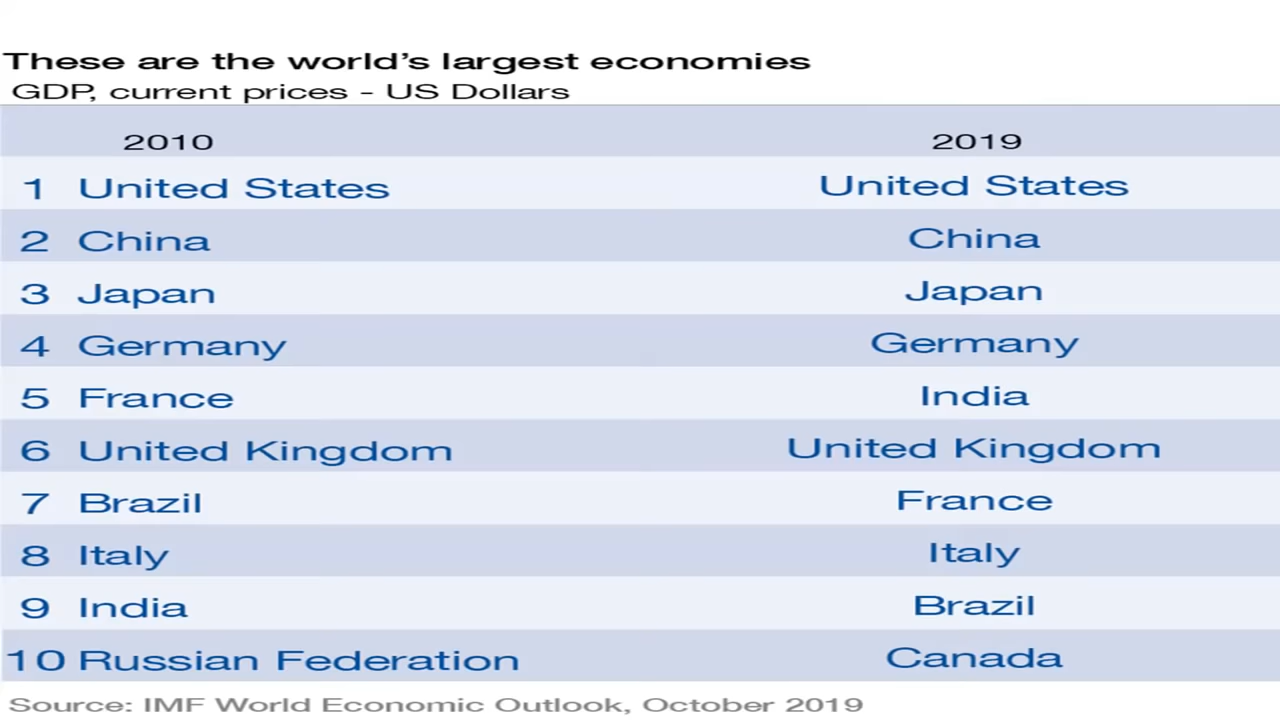 These are the world's largest economies
GDP, current prices - US Dollars
2010 2019
1 United States United States
2 China China
3 Japan Japan
4 Germany Germany
5 France India
6 United Kingdom United Kingdom
7 Brazil France
8 Italy Italy
9 India Brazil
10 Russian Federation Canada
Source: IMF World Economic Outlook, October 2019